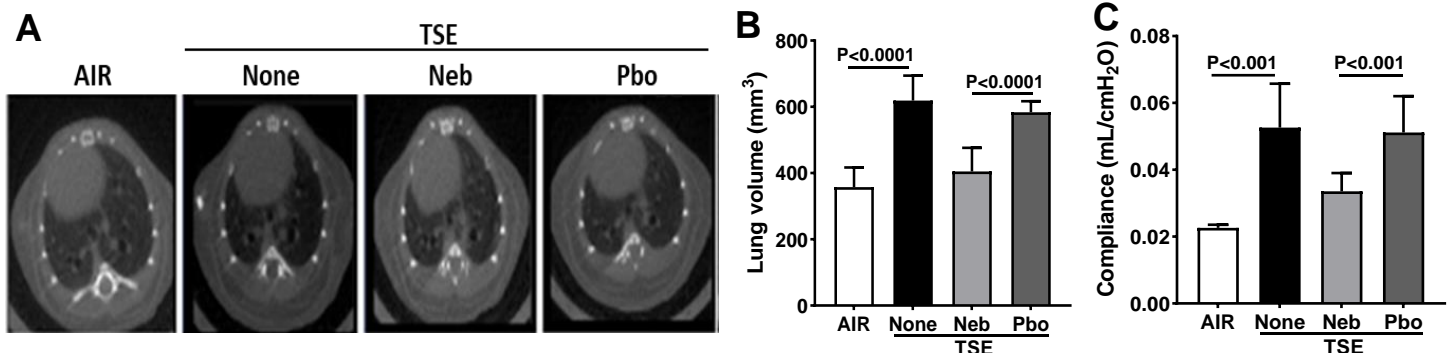 A
TSE
AIR None Neb Pbo
B
Lung volume (mm³)
800
600
400
200
0
P<0.0001
P<0.0001
AIR None Neb Pbo
TSE
C
Compliance (mL/cmH₂O)
0.08
0.06
0.04
0.02
0.00
P<0.001
P<0.001
AIR None Neb Pbo
TSE